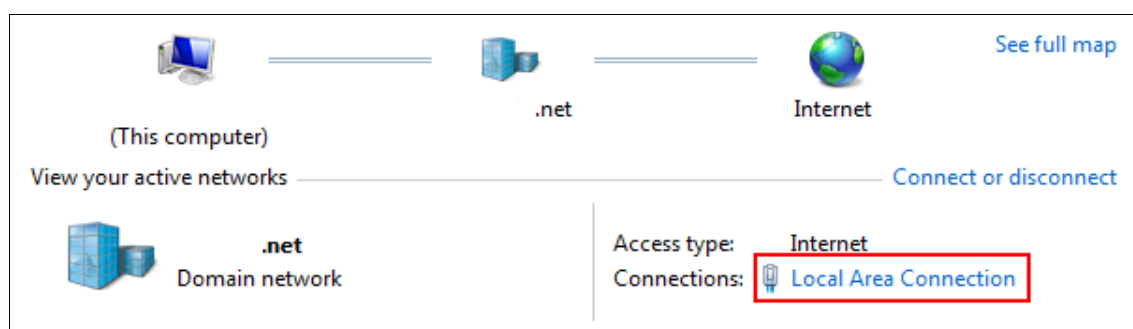 See full map
.net
Internet
(This computer)
View your active networks
Connect or disconnect
.net
Domain network
Access type: Internet
Connections: Local Area Connection